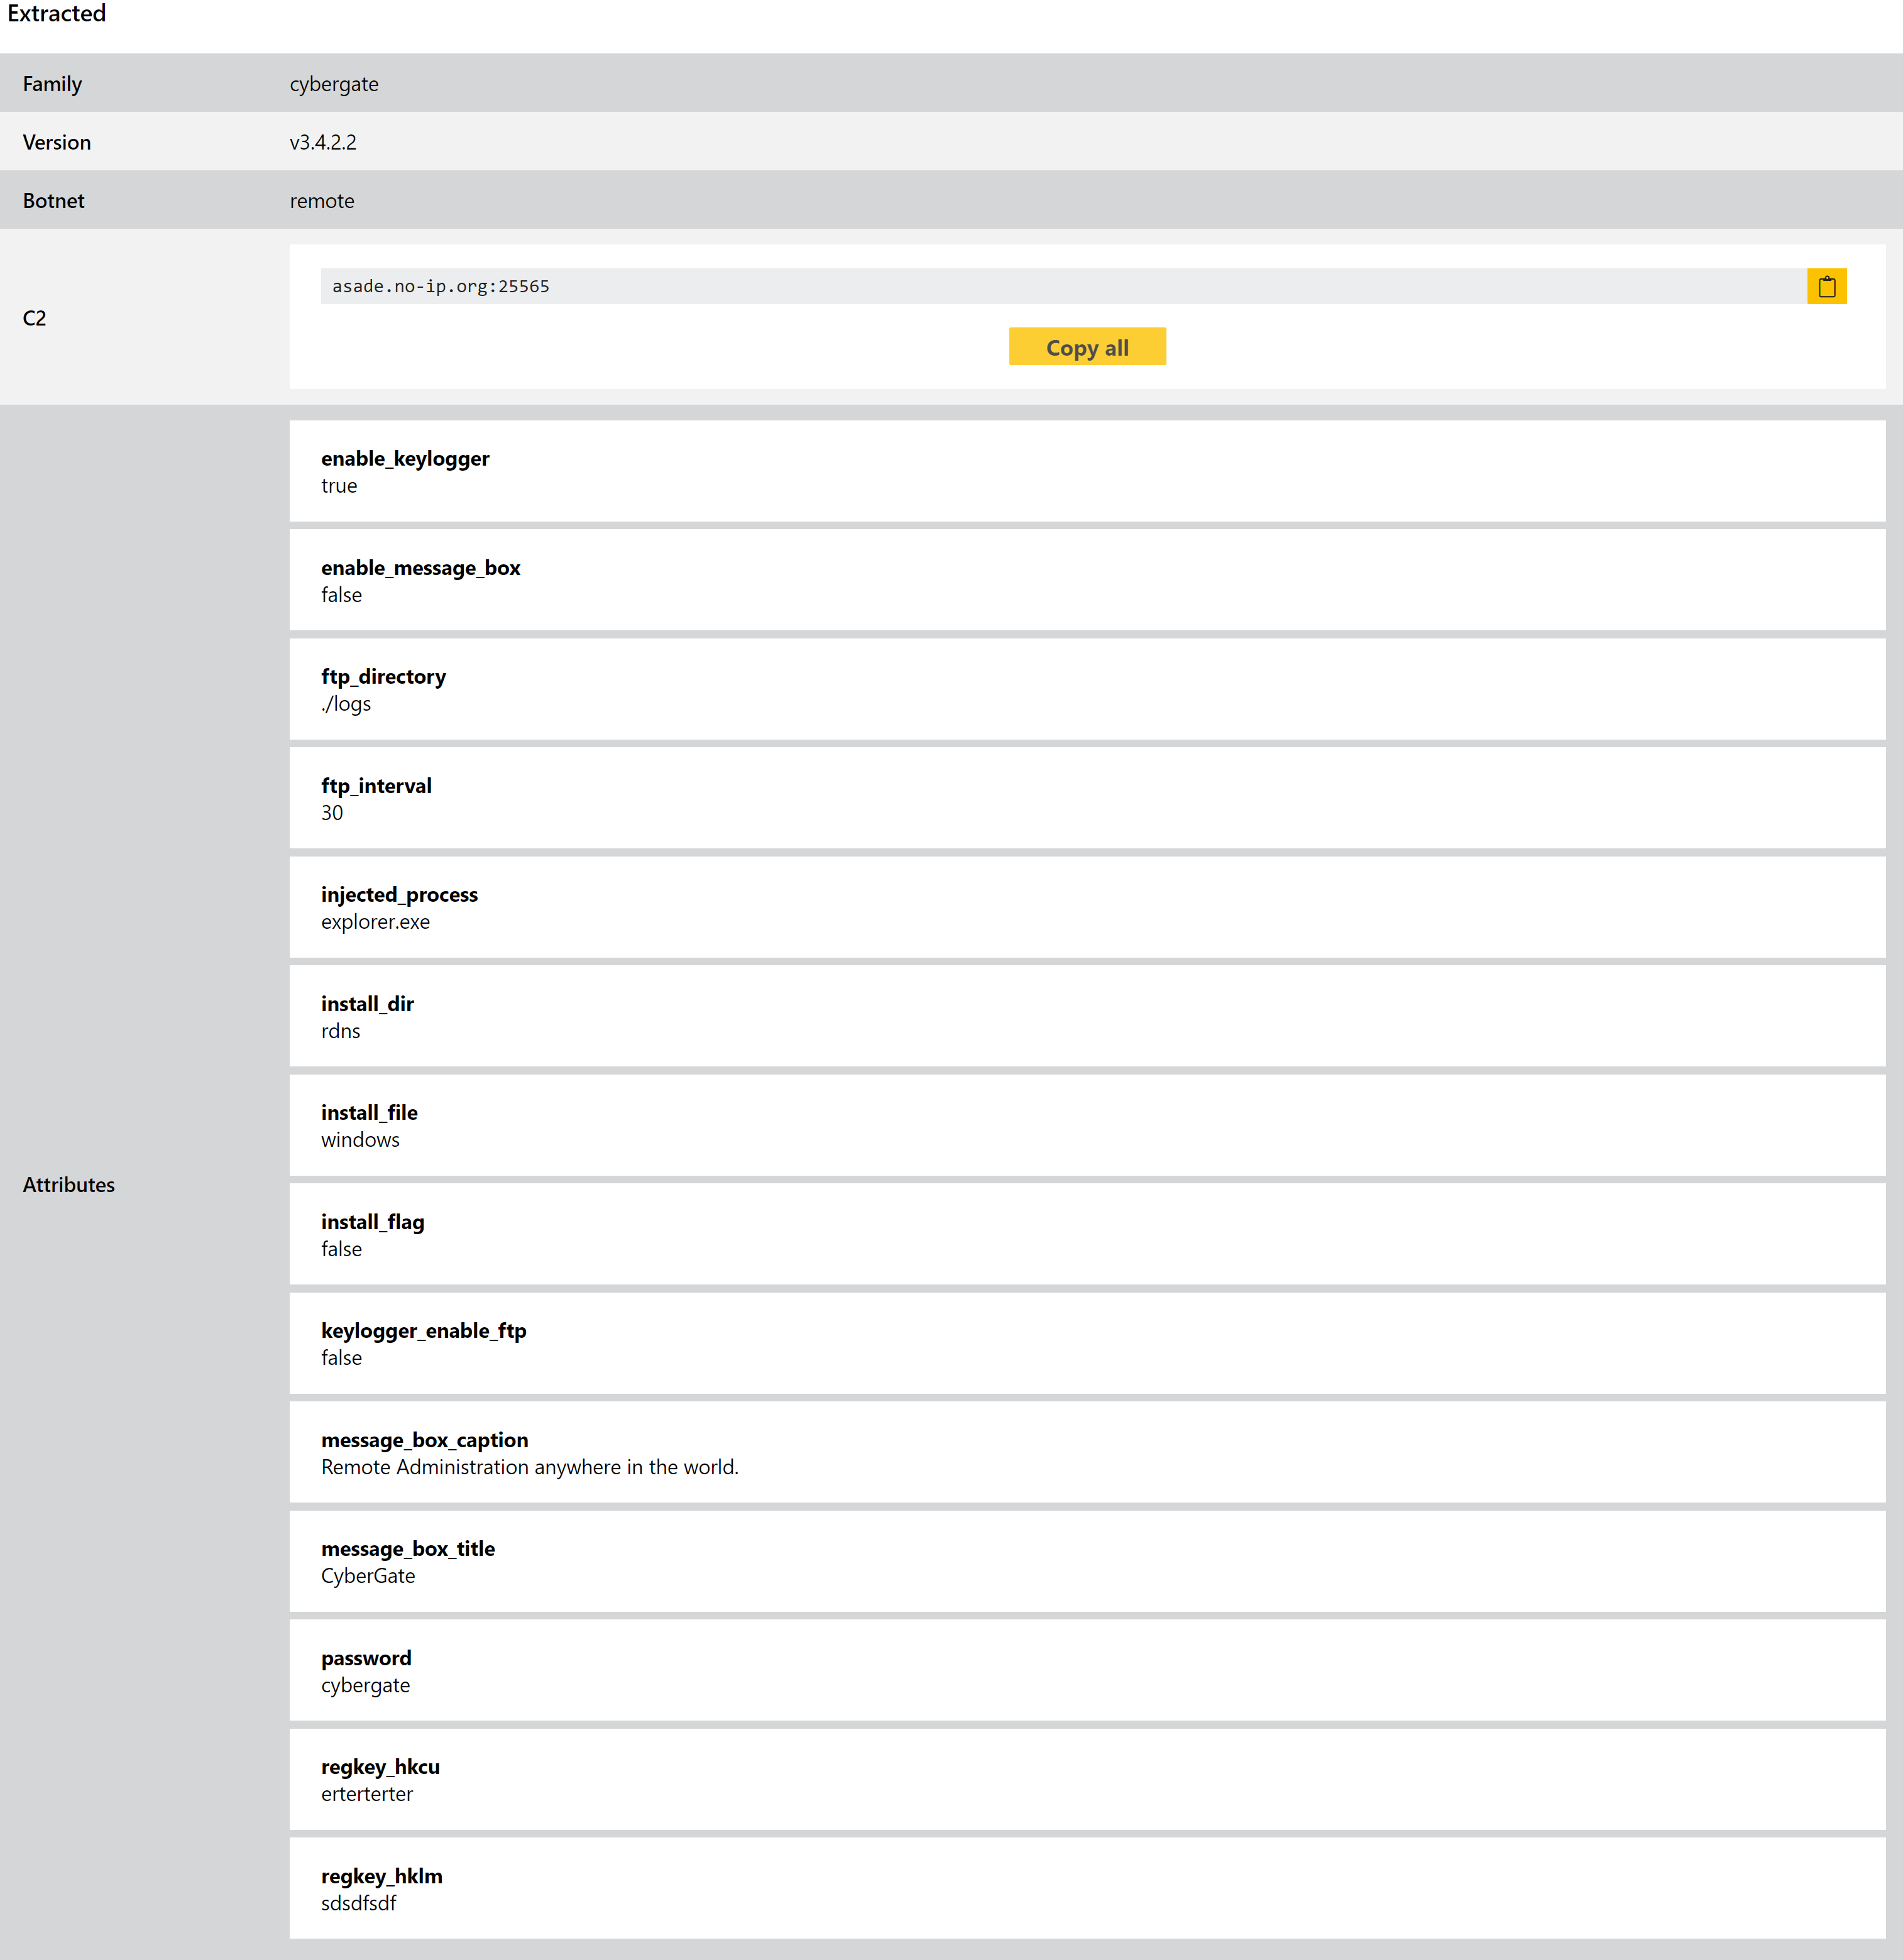 Extracted
Family cybergate
Version v3.4.2.2
Botnet remote
C2
asade.no-ip.org:25565
Copy all
Attributes
enable_keylogger
true
enable_message_box
false
ftp_directory
./logs
ftp_interval
30
injected_process
explorer.exe
install_dir
rdns
install_file
windows
install_flag
false
keylogger_enable_ftp
false
message_box_caption
Remote Administration anywhere in the world.
message_box_title
CyberGate
password
cybergate
regkey_hkcu
erterterter
regkey_hklm
sdsdfsdf